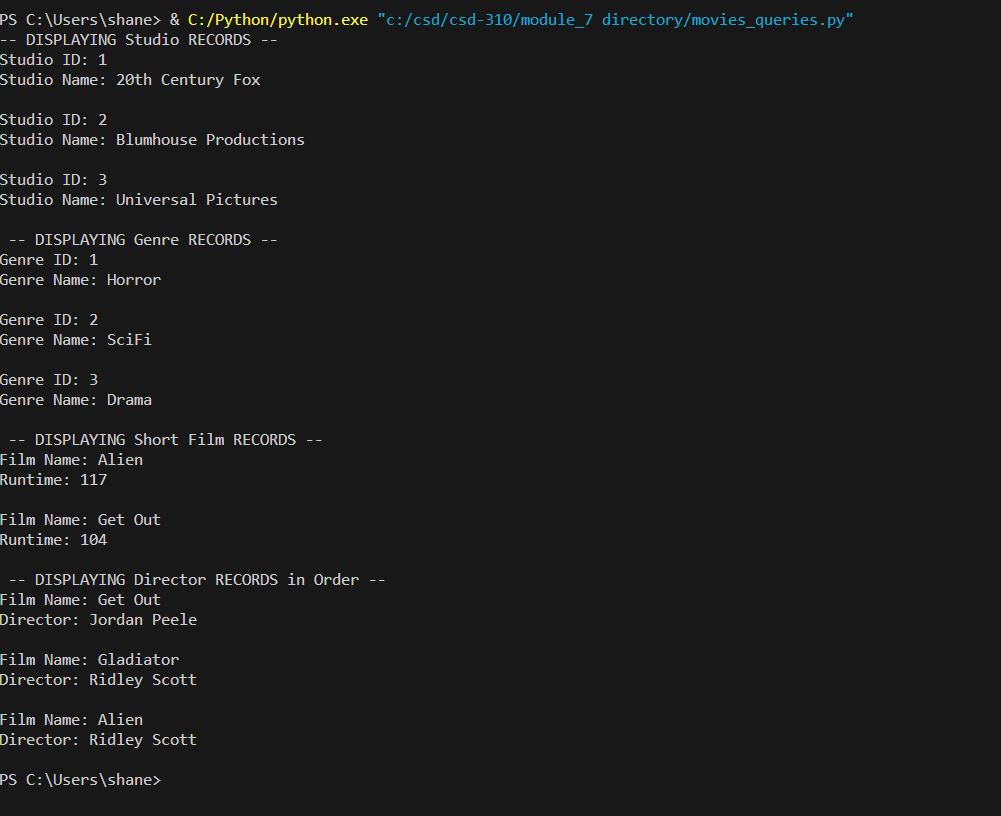 PS C:\Users\shane> & C:/Python/python.exe "c:/csd/csd-310/module_7 directory/movies_queries.py"
-- DISPLAYING Studio RECORDS --
Studio ID: 1
Studio Name: 20th Century Fox
Studio ID: 2
Studio Name: Blumhouse Productions
Studio ID: 3
Studio Name: Universal Pictures
-- DISPLAYING Genre RECORDS --
Genre ID: 1
Genre Name: Horror
Genre ID: 2
Genre Name: SciFi
Genre ID: 3
Genre Name: Drama
-- DISPLAYING Short Film RECORDS --
Film Name: Alien
Runtime: 117
Film Name: Get Out
Runtime: 104
-- DISPLAYING Director RECORDS in Order --
Film Name: Get Out
Director: Jordan Peele
Film Name: Gladiator
Director: Ridley Scott
Film Name: Alien
Director: Ridley Scott
PS C:\Users\shane>